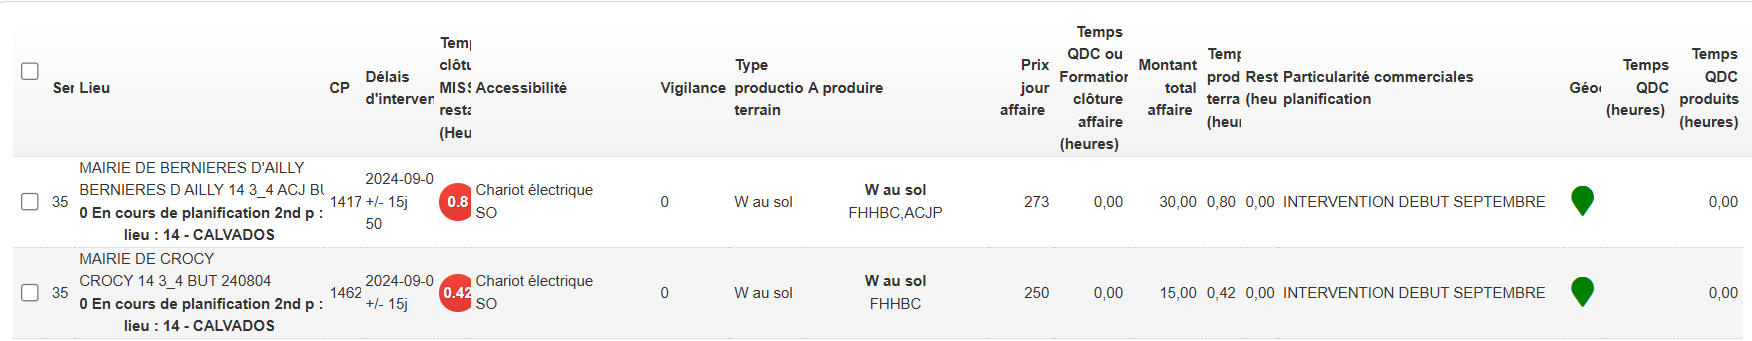 Ser
Lieu
CP
Délais
d'interven
Temp
clôtu
MISS
resta
(Heu
Accessibilité
Vigilance
Type
productio
terrain
A produire
Prix
jour
affaire
Temps
QDC ou
Formation
clôture
affaire
(heures)
Montant
total
affaire
Temp
prod
terra
(heur
Rest
(heu
Particularité commerciales
planification
Géoc
Temps
QDC
(heures)
Temps
QDC
produits
(heures)
35
MAIRIE DE BERNIERES D'AILLY
BERNIERES D AILLY 14 3_4 ACJ BU
0 En cours de planification 2nd p :
lieu : 14 - CALVADOS
1417
2024-09-0
+/- 15j
50
0.8
Chariot électrique
SO
0
W au sol
W au sol
FHHBC,ACJP
273
0,00
30,00
0,80
0,00
INTERVENTION DEBUT SEPTEMBRE
0,00
35
MAIRIE DE CROCY
CROCY 14 3_4 BUT 240804
0 En cours de planification 2nd p :
lieu : 14 - CALVADOS
1462
2024-09-0
+/- 15j
0.42
Chariot électrique
SO
0
W au sol
W au sol
FHHBC
250
0,00
15,00
0,42
0,00
INTERVENTION DEBUT SEPTEMBRE
0,00